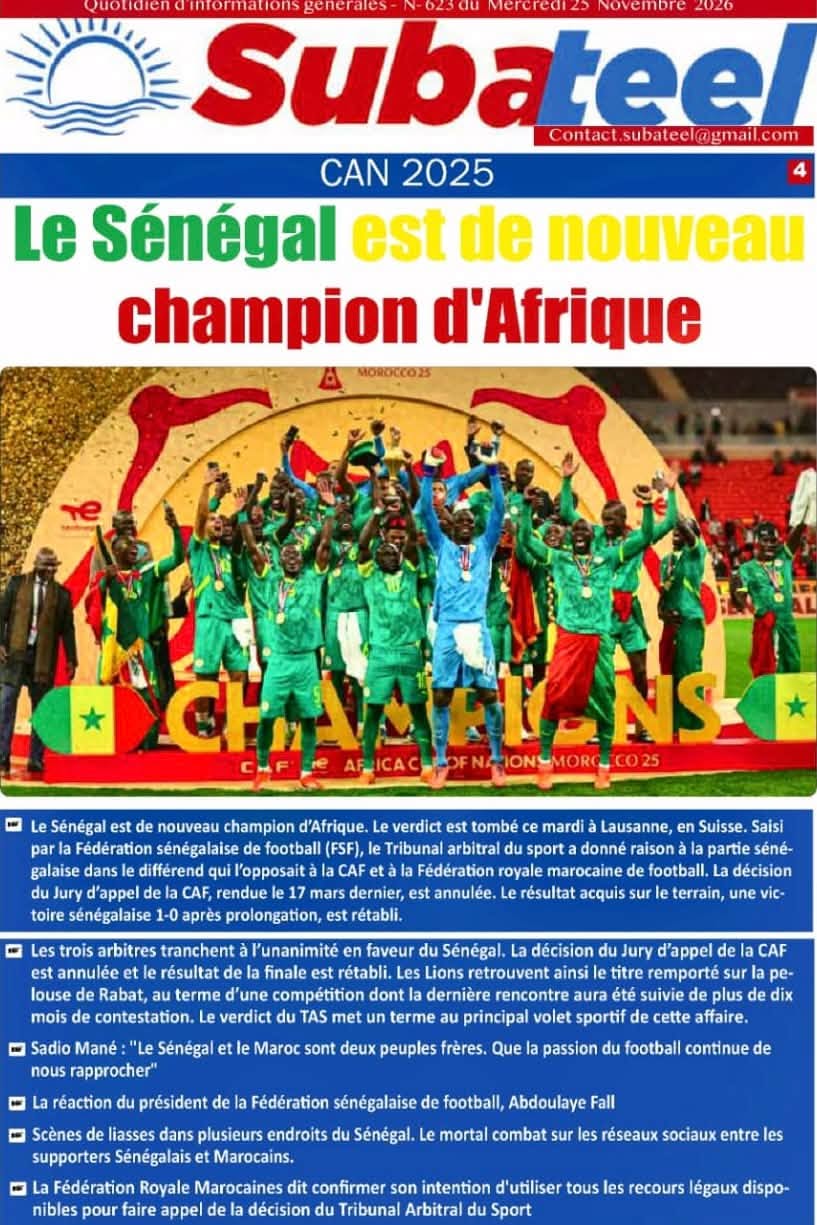 Quotidien d'informations générales - N- 623 du Mercredi 25 Novembre 2026
Subateel
Contact.subateel@gmail.com
CAN 2025
4
Le Sénégal est de nouveau
champion d'Afrique
MOROCCO 25
CHAMPIONS
AFRICA CUP OF NATIONS MOROCCO 25
Le Sénégal est de nouveau champion d'Afrique. Le verdict est tombé ce mardi à Lausanne, en Suisse. Saisi
par la Fédération sénégalaise de football (FSF), le Tribunal arbitral du sport a donné raison à la partie séné-
galaise dans le différend qui l'opposait à la CAF et à la Fédération royale marocaine de football. La décision
du Jury d'appel de la CAF, rendue le 17 mars dernier, est annulée. Le résultat acquis sur le terrain, une vic-
toire sénégalaise 1-0 après prolongation, est rétabli.
Les trois arbitres tranchent à l'unanimité en faveur du Sénégal. La décision du Jury d'appel de la CAF
est annulée et le résultat de la finale est rétabli. Les Lions retrouvent ainsi le titre remporté sur la pe-
louse de Rabat, au terme d'une compétition dont la dernière rencontre aura été suivie de plus de dix
mois de contestation. Le verdict du TAS met un terme au principal volet sportif de cette affaire.
Sadio Mané : "Le Sénégal et le Maroc sont deux peuples frères. Que la passion du football continue de
nous rapprocher"
La réaction du président de la Fédération sénégalaise de football, Abdoulaye Fall
Scènes de liasses dans plusieurs endroits du Sénégal. Le mortal combat sur les réseaux sociaux entre les
supporters Sénégalais et Marocains.
La Fédération Royale Marocaines dit confirmer son intention d'utiliser tous les recours légaux dispo-
nibles pour faire appel de la décision du Tribunal Arbitral du Sport